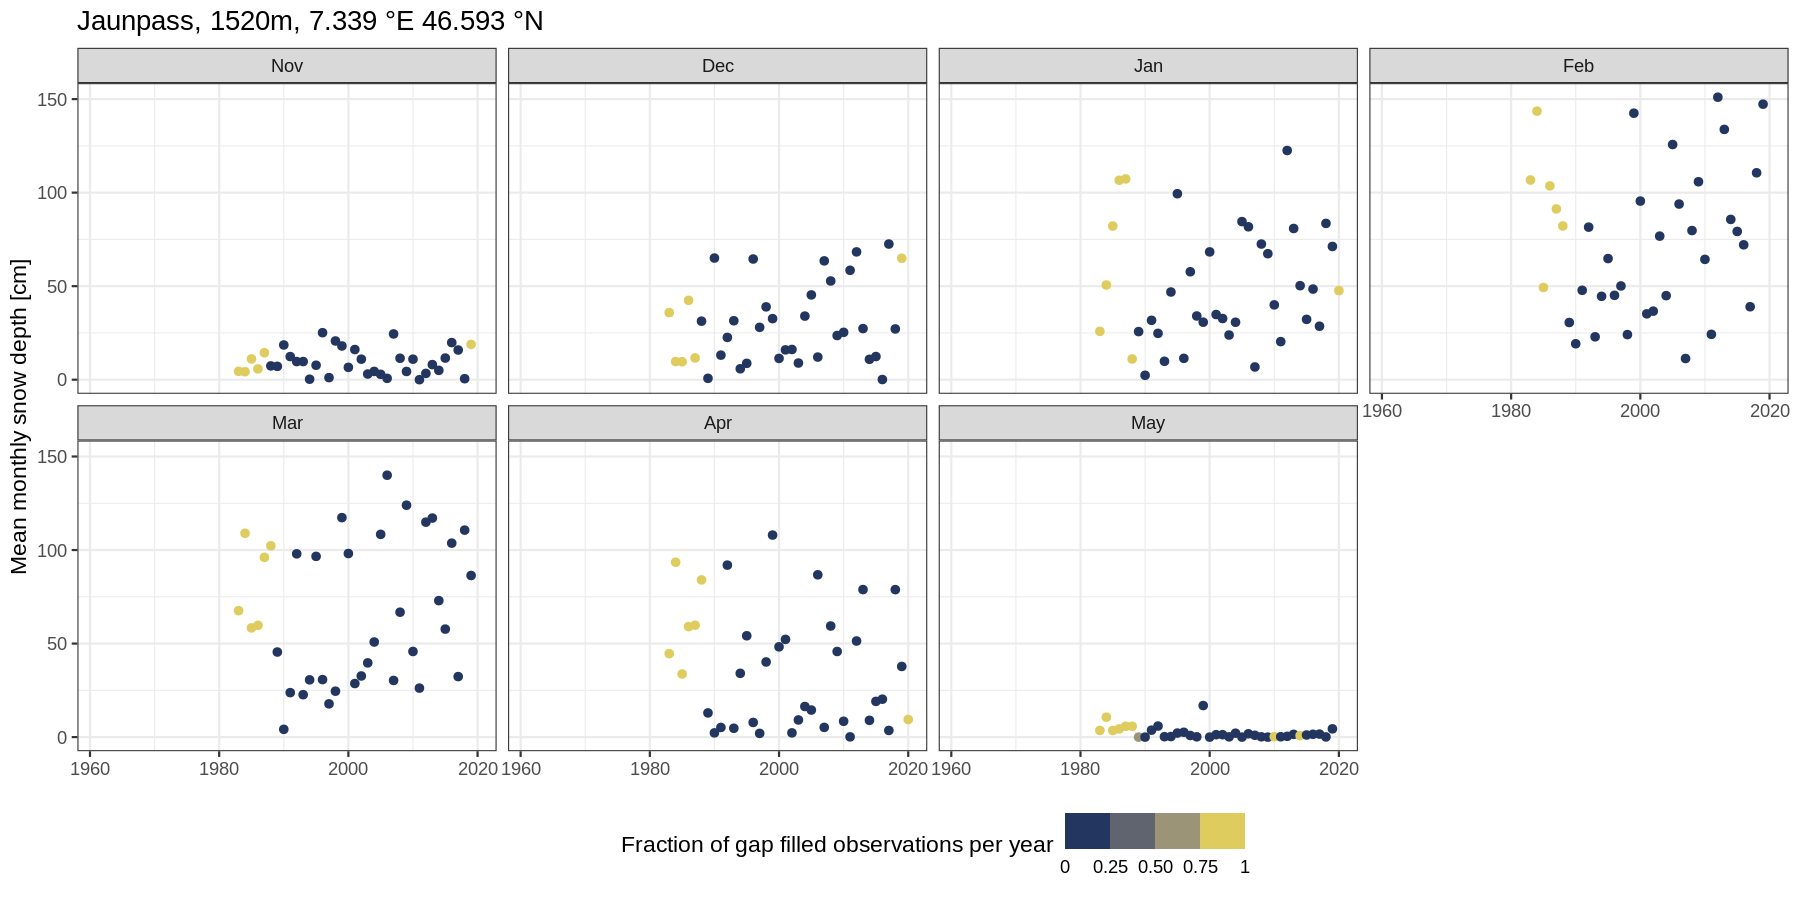 Jaunpass, 1520m, 7.339 °E 46.593 °N
Nov Dec Jan Feb
150
100
50
0
1960 1980 2000 2020
Mar Apr May
150
100
50
0
1960 1980 2000 2020 1960 1980 2000 2020 1960 1980 2000 2020
Mean monthly snow depth [cm]
Fraction of gap filled observations per year
0 0.25 0.50 0.75 1